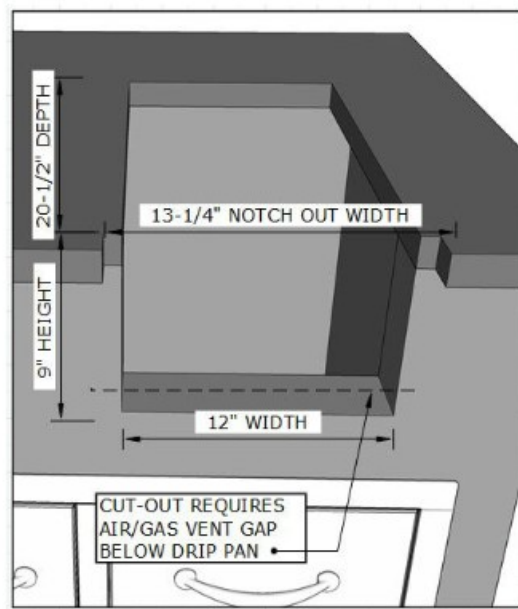 20-1/2" DEPTH
13-1/4" NOTCH OUT WIDTH
9" HEIGHT
12" WIDTH
CUT-OUT REQUIRES
AIR/GAS VENT GAP
BELOW DRIP PAN